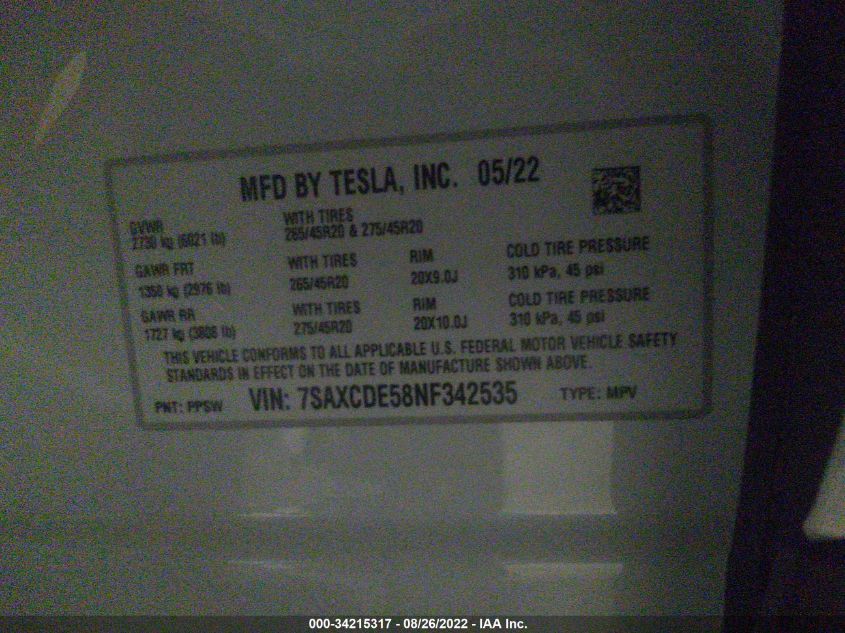 MFD BY TESLA, INC. 05/22
GVWR WITH TIRES
2730 kg (6021 lb) 265/45R20 & 275/45R20
GAWR FRT WITH TIRES RIM COLD TIRE PRESSURE
1350 kg (2976 lb) 265/45R20 20X9.0J 310 kPa, 45 psi
GAWR RR WITH TIRES RIM COLD TIRE PRESSURE
1727 kg (3808 lb) 275/45R20 20X10.0J 310 kPa, 45 psi
THIS VEHICLE CONFORMS TO ALL APPLICABLE U.S. FEDERAL MOTOR VEHICLE SAFETY
STANDARDS IN EFFECT ON THE DATE OF MANUFACTURE SHOWN ABOVE.
PNT: PPSW VIN: 7SAXCDE58NF342535 TYPE: MPV
000-34215317 - 08/26/2022 - IAA Inc.